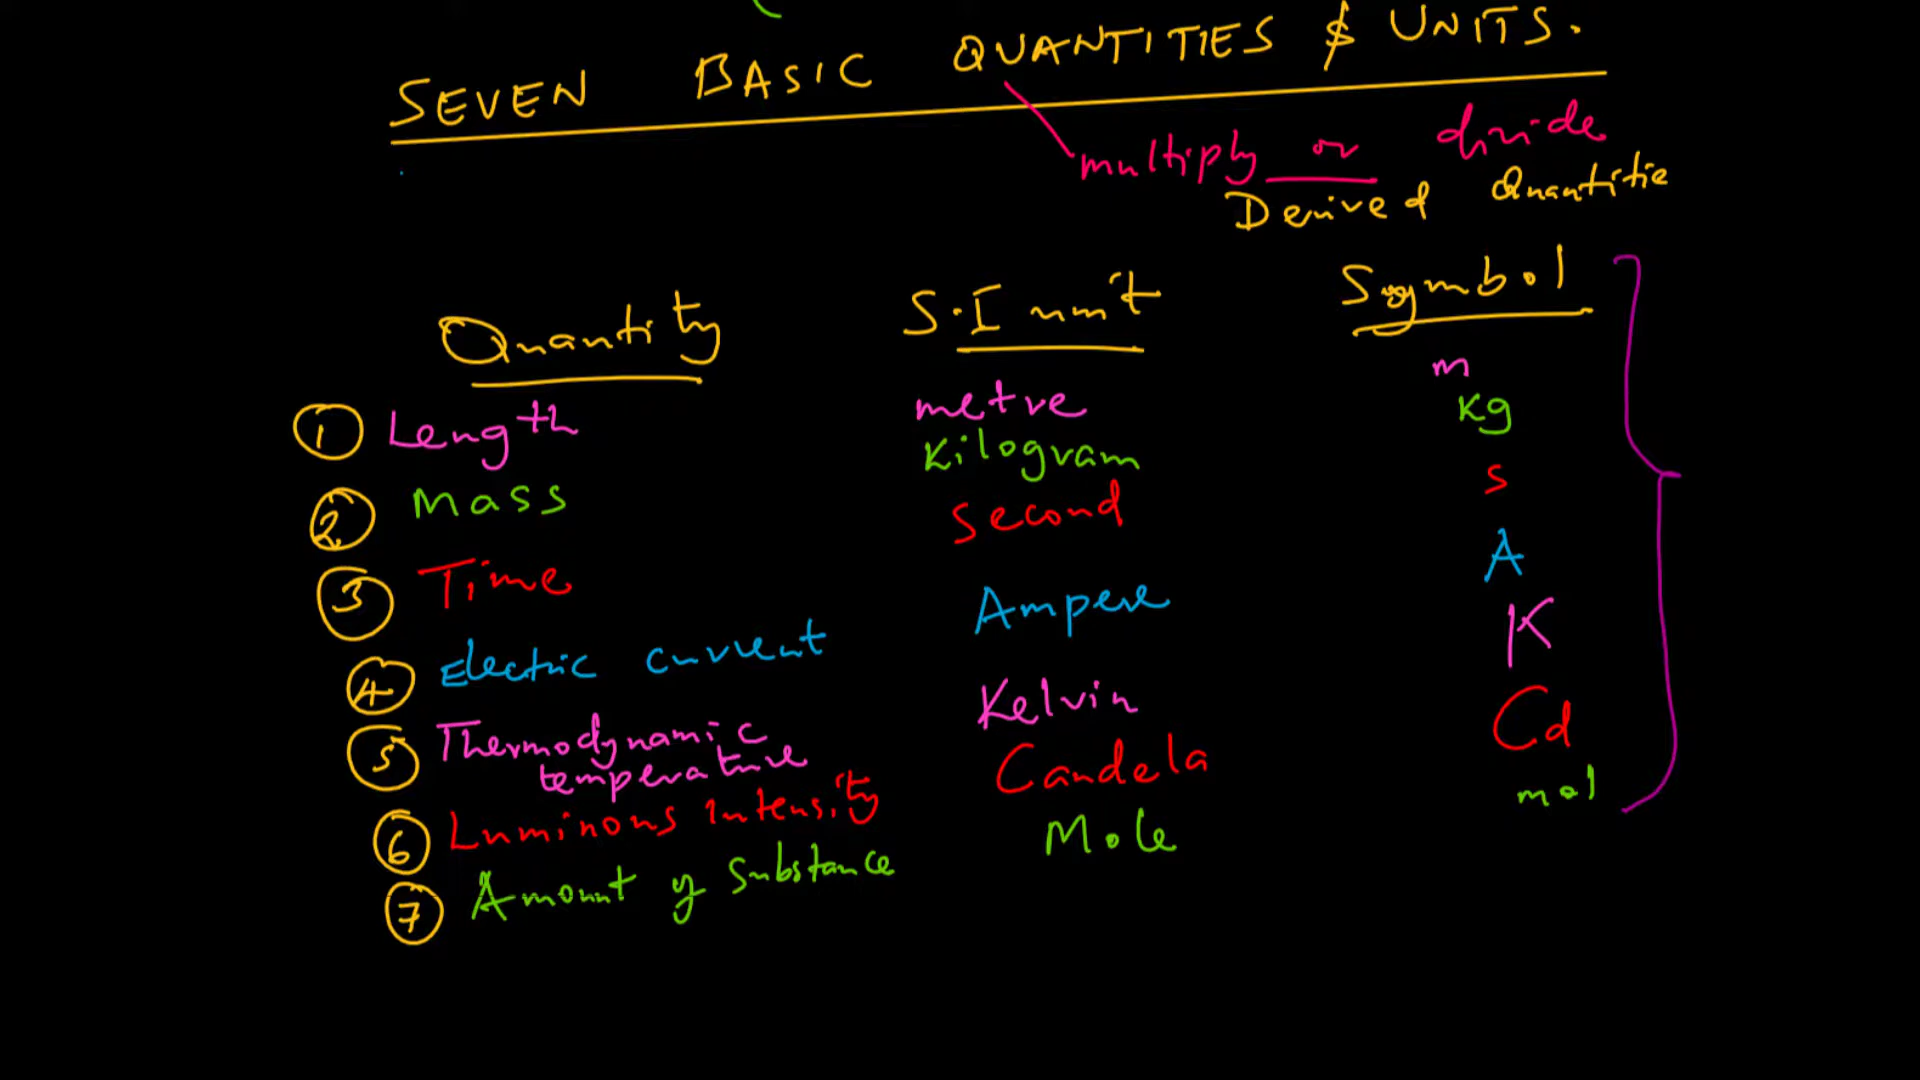 SEVEN BASIC QUANTITIES & UNITS.
multiply or divide
Derived Quantitie
Quantity S.I unit Symbol
1 Length metre m
2 Mass Kilogram Kg
3 Time Second s
4 Electric current Ampere A
5 Thermodynamic Kelvin K
temperature
6 Luminous intensity Candela Cd
7 Amount of substance Mole mol